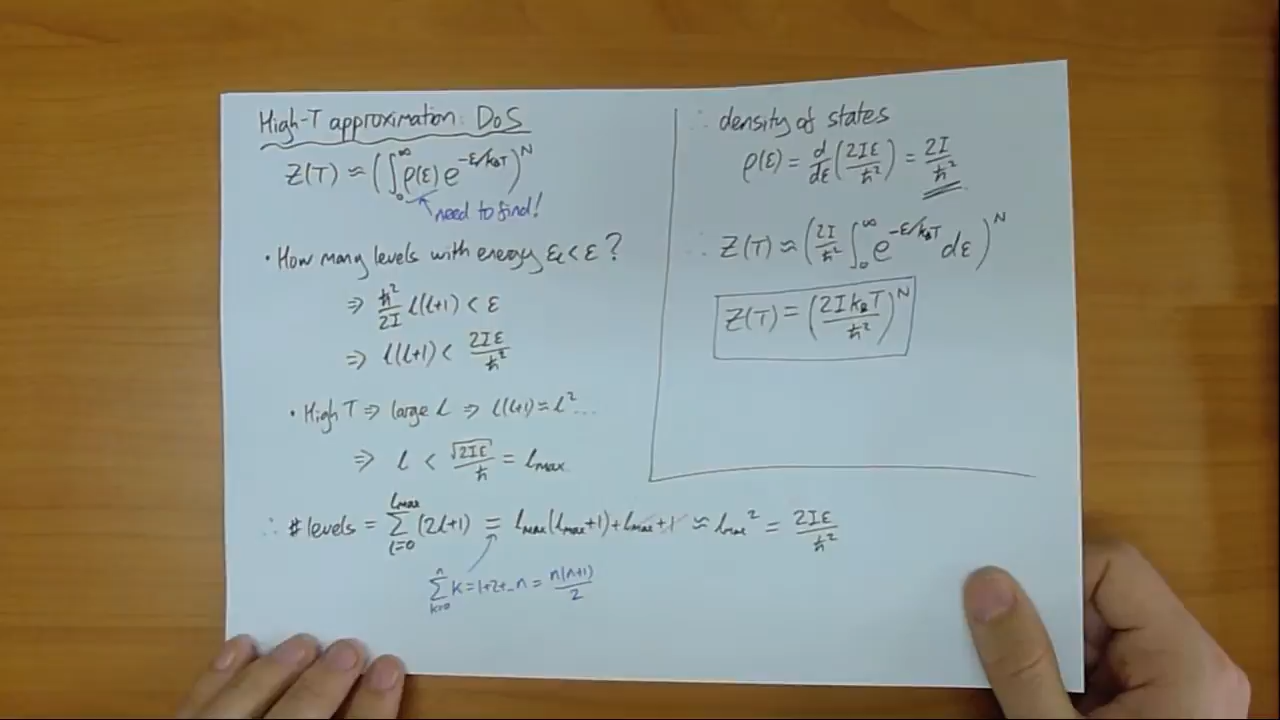 High-T approximation: DoS
Z(T) ≈ (∫₀^∞ ρ(ε) e^{-ε/k_BT})^N
need to find!
• How many levels with energy ε_l < ε ?
⇒ ħ²/2I l(l+1) < ε
⇒ l(l+1) < 2Iε/ħ²
• High T ⇒ large l ⇒ l(l+1) ≈ l²...
⇒ l < √(2Iε)/ħ = l_max
∴ # levels = Σ_{l=0}^{l_max} (2l+1) = l_max(l_max+1) + l_max + 1 ≈ l_max² = 2Iε/ħ²
Σ_{k=0}^{n} k = 1+2+...n = n(n+1)/2
∴ density of states
ρ(ε) = d/dε (2Iε/ħ²) = 2I/ħ²
∴ Z(T) ≈ (2I/ħ² ∫₀^∞ e^{-ε/k_BT} dε)^N
Z(T) = (2Ik_BT/ħ²)^N